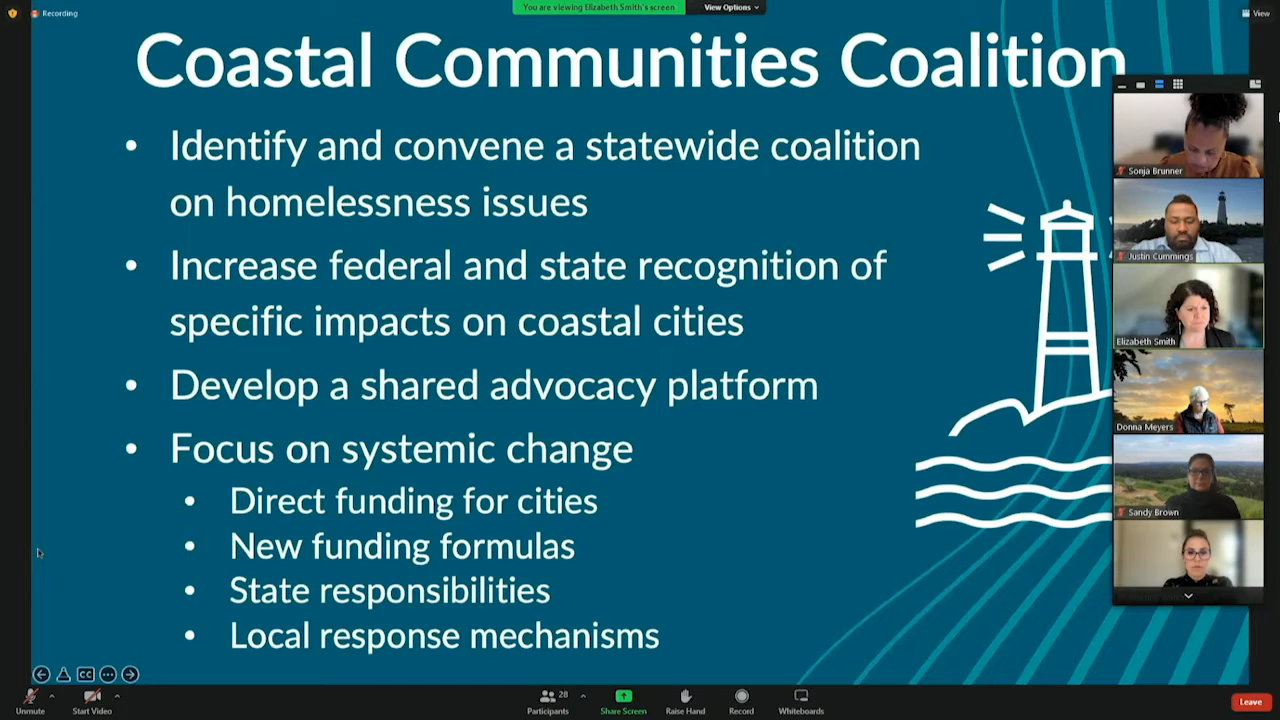 Recording
You are viewing Elizabeth Smith's screen
View Options
View
Coastal Communities Coalition
• Identify and convene a statewide coalition
on homelessness issues
• Increase federal and state recognition of
specific impacts on coastal cities
• Develop a shared advocacy platform
• Focus on systemic change
• Direct funding for cities
• New funding formulas
• State responsibilities
• Local response mechanisms
Sonja Brunner
Justin Cummings
Elizabeth Smith
Donna Meyers
Sandy Brown
CC
Unmute
Start Video
28
Participants
Share Screen
Raise Hand
Record
Whiteboards
Leave